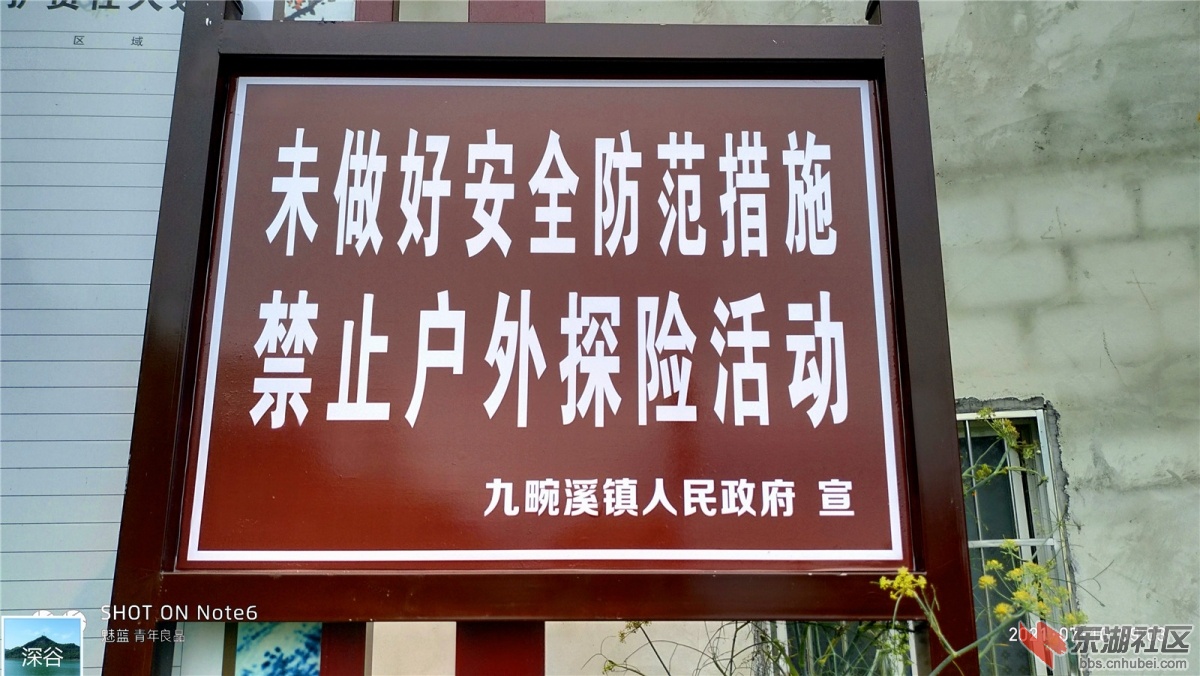 区 域
未做好安全防范措施
禁止户外探险活动
九畹溪镇人民政府 宣
SHOT ON Note6
魅蓝 青年良品
深谷
东湖社区
bbs.cnhubei.com